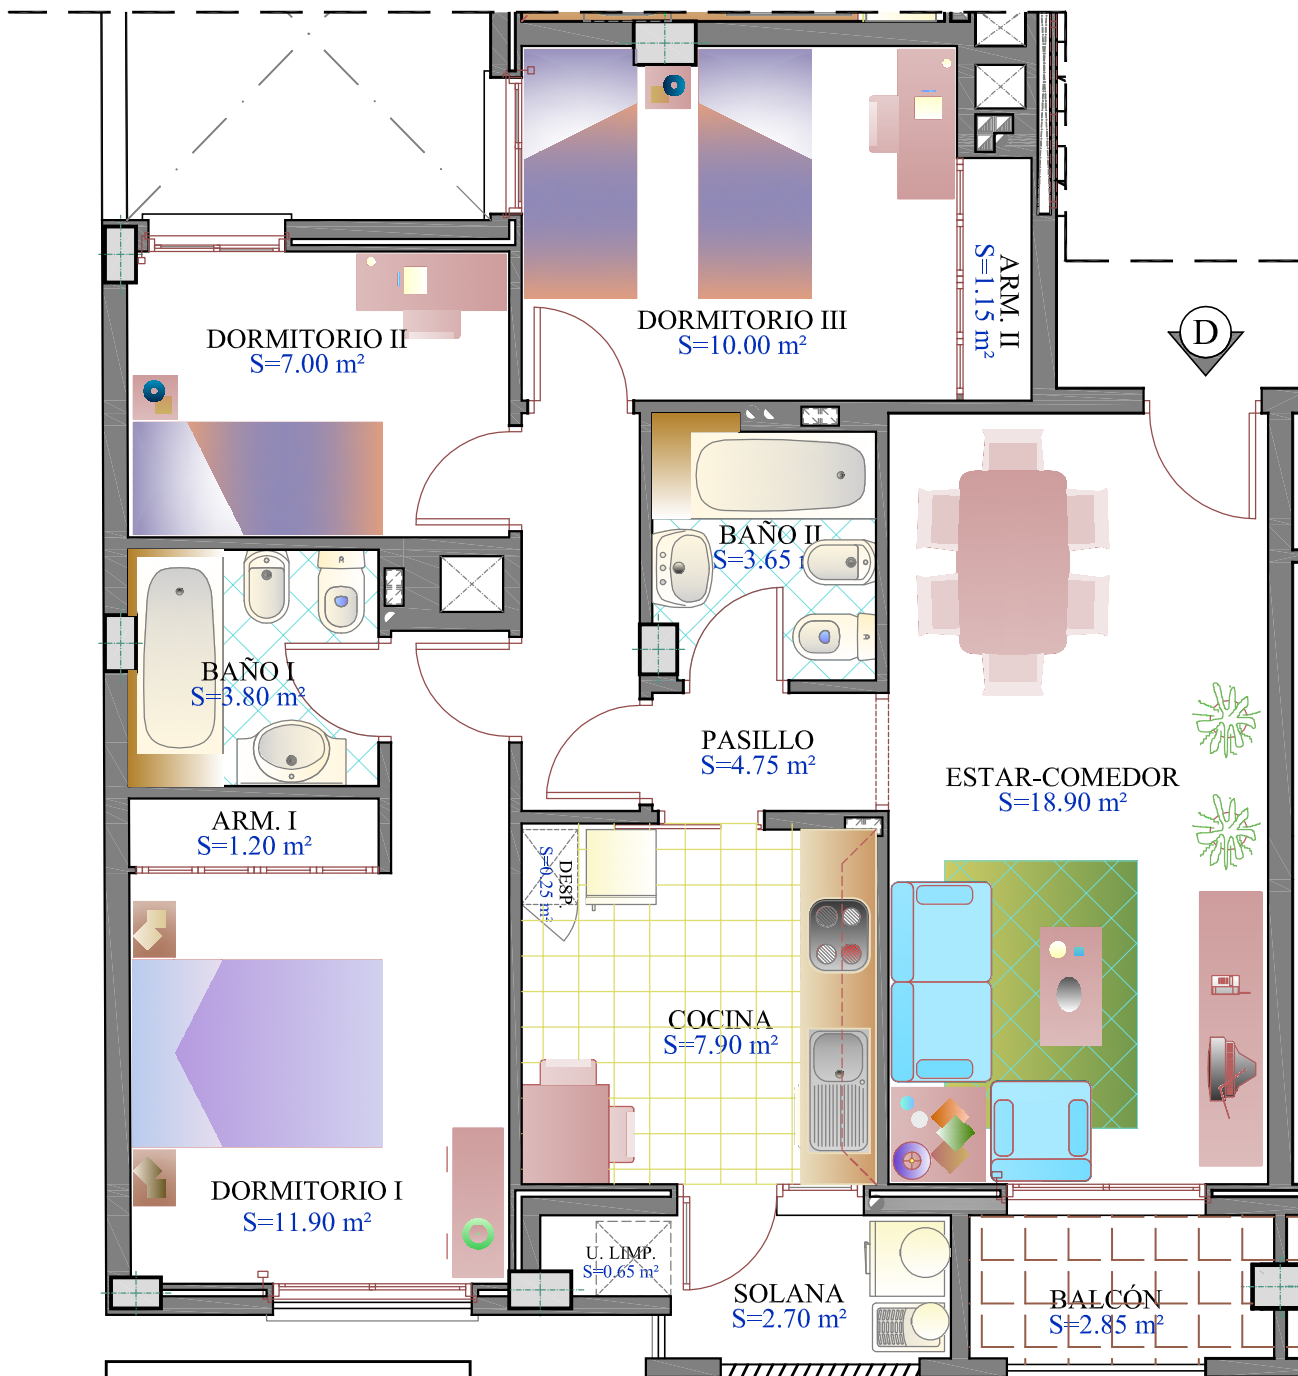 DORMITORIO II
S=7.00 m²
DORMITORIO III
S=10.00 m²
ARM. II
S=1.15 m²
D
BAÑO II
S=3.65
BAÑO I
S=3.80 m²
PASILLO
S=4.75 m²
ESTAR-COMEDOR
S=18.90 m²
ARM. I
S=1.20 m²
DESP.
S=0.25 m²
COCINA
S=7.90 m²
DORMITORIO I
S=11.90 m²
U. LIMP.
S=0.65 m²
SOLANA
S=2.70 m²
BALCÓN
S=2.85 m²